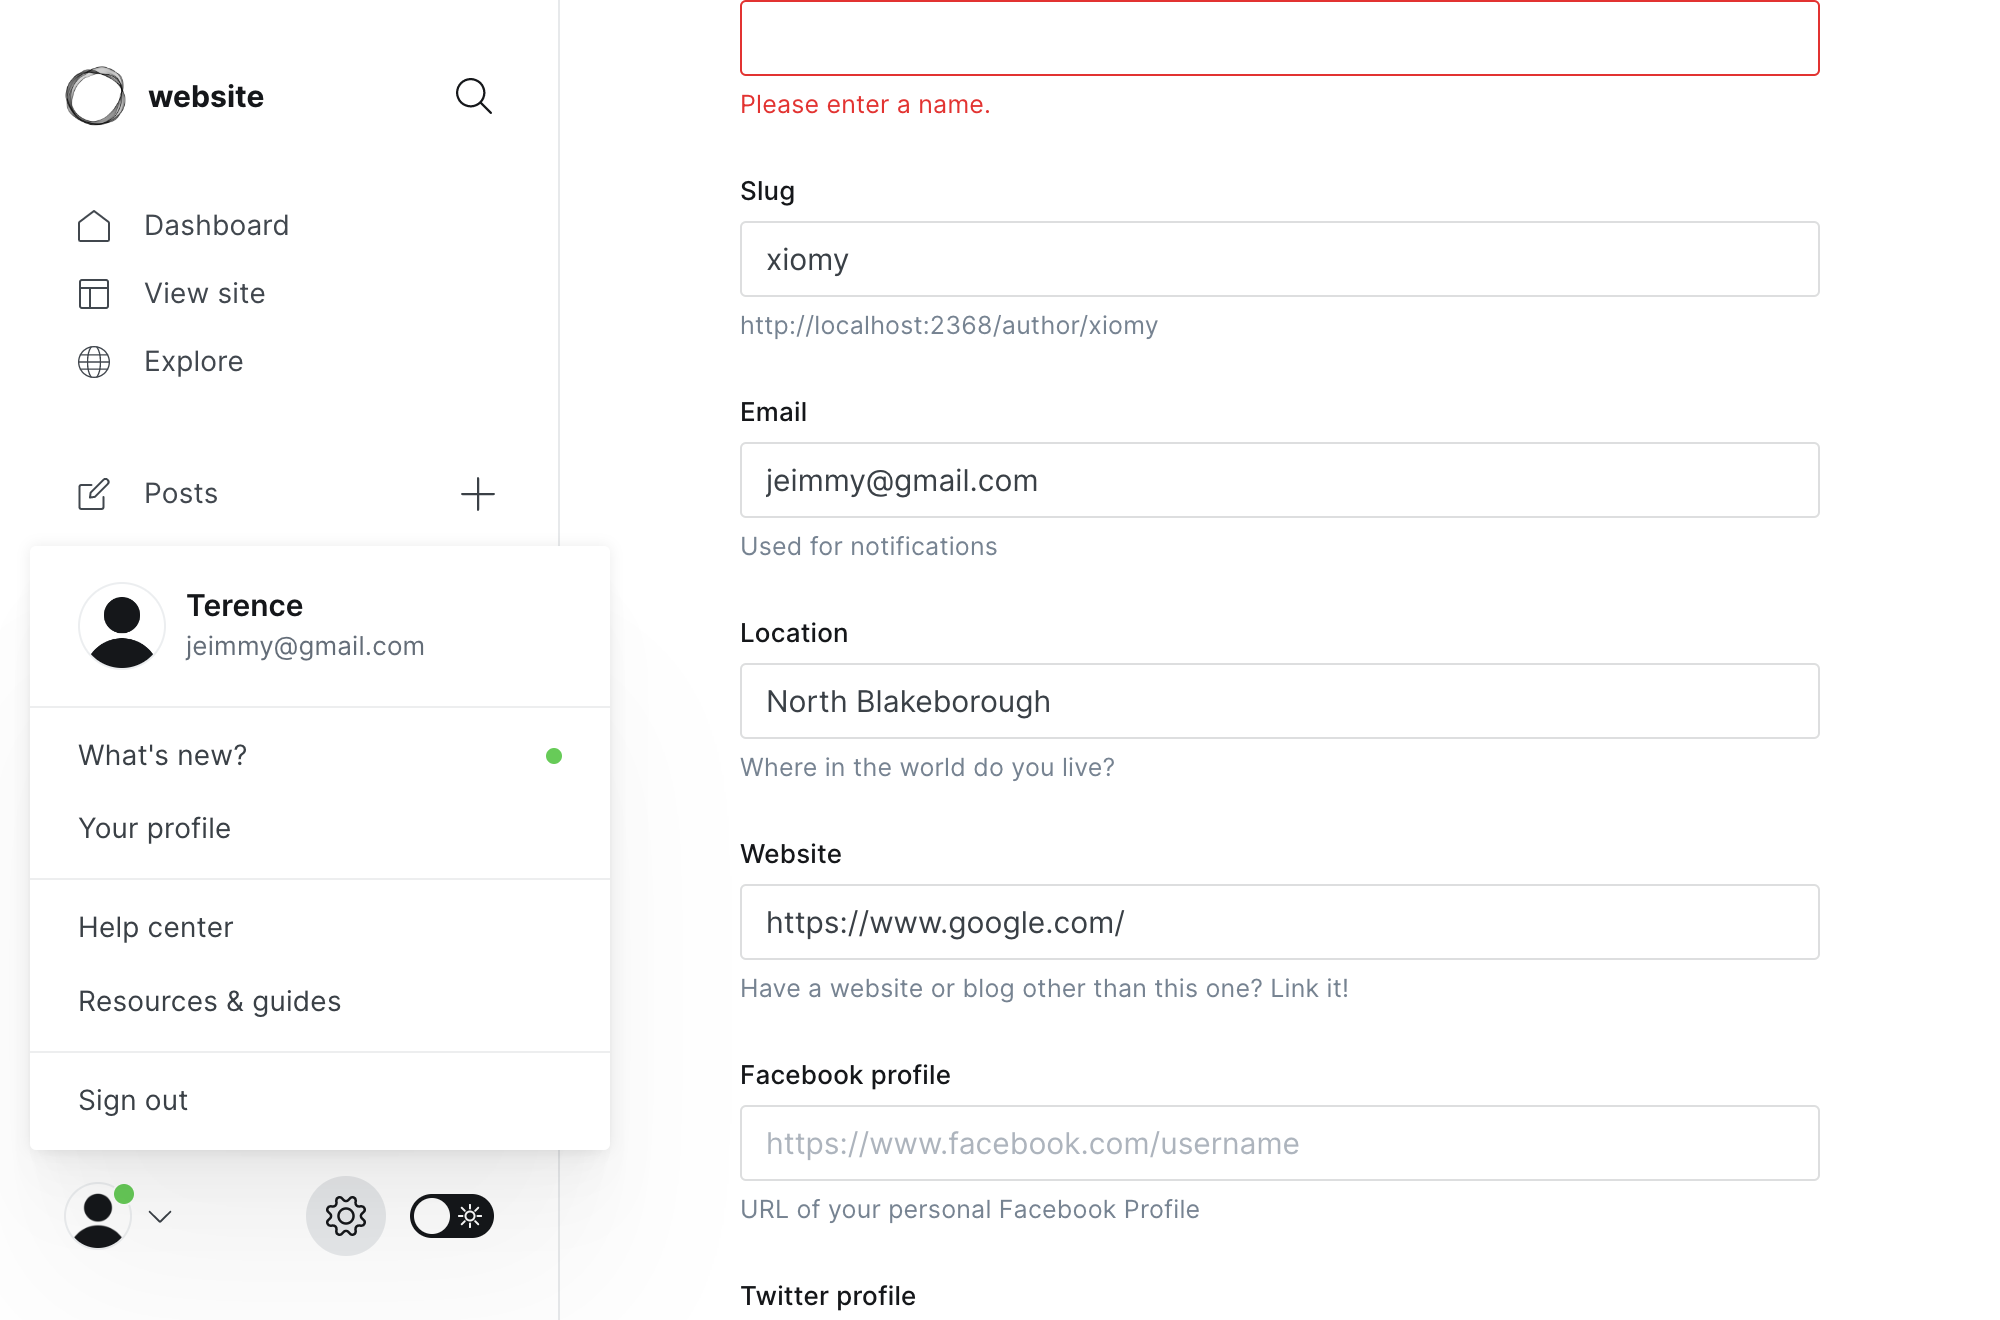 website
Dashboard
View site
Explore
Posts
Terence
jeimmy@gmail.com
What's new?
Your profile
Help center
Resources & guides
Sign out
Please enter a name.
Slug
xiomy
http://localhost:2368/author/xiomy
Email
jeimmy@gmail.com
Used for notifications
Location
North Blakeborough
Where in the world do you live?
Website
https://www.google.com/
Have a website or blog other than this one? Link it!
Facebook profile
https://www.facebook.com/username
URL of your personal Facebook Profile
Twitter profile